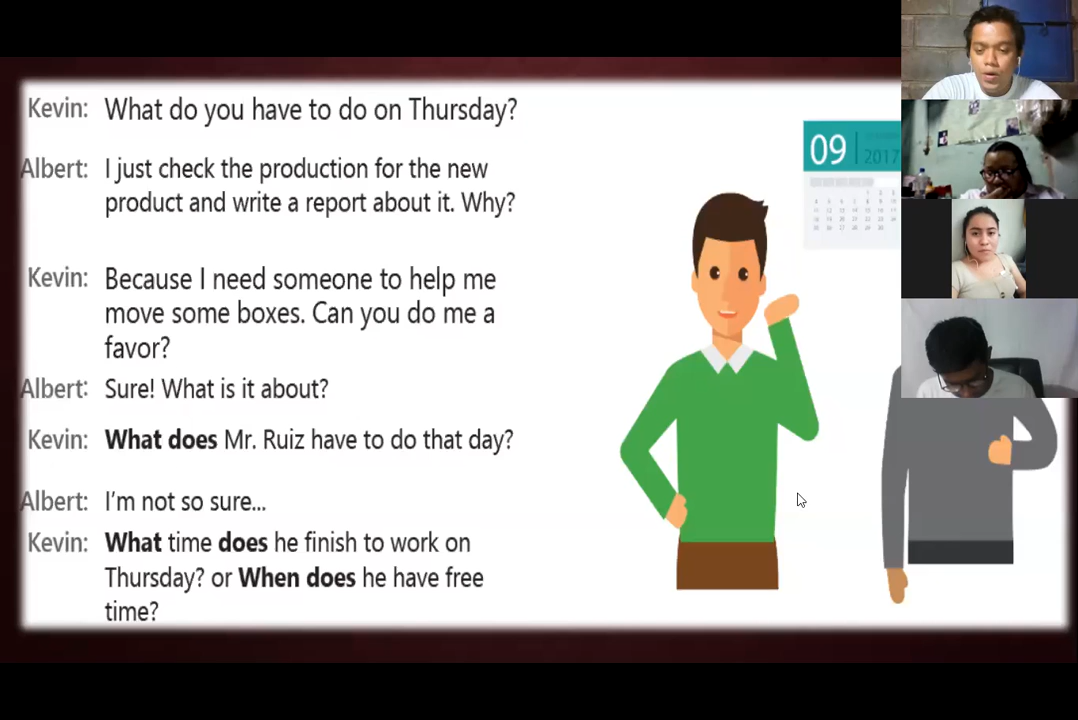 Kevin: What do you have to do on Thursday?
Albert: I just check the production for the new
product and write a report about it. Why?
Kevin: Because I need someone to help me
move some boxes. Can you do me a
favor?
Albert: Sure! What is it about?
Kevin: What does Mr. Ruiz have to do that day?
Albert: I'm not so sure...
Kevin: What time does he finish to work on
Thursday? or When does he have free
time?
09
2017